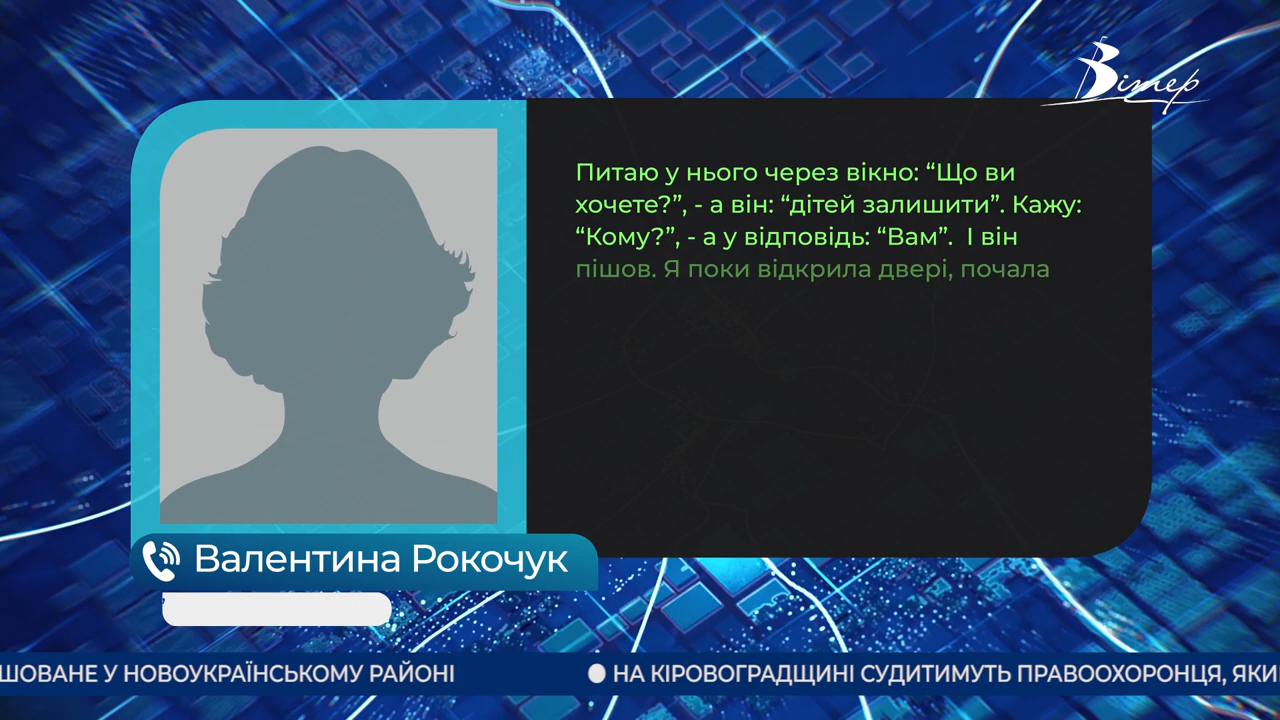 Вітер
Питаю у нього через вікно: “Що ви
хочете?”, - а він: “дітей залишити”. Кажу:
“Кому?”, - а у відповідь: “Вам”. І він
пішов. Я поки відкрила двері, почала
Валентина Рокочук
ШОВАНЕ У НОВОУКРАЇНСЬКОМУ РАЙОНІ
НА КІРОВОГРАДЩИНІ СУДИТИМУТЬ ПРАВООХОРОНЦЯ, ЯКИ